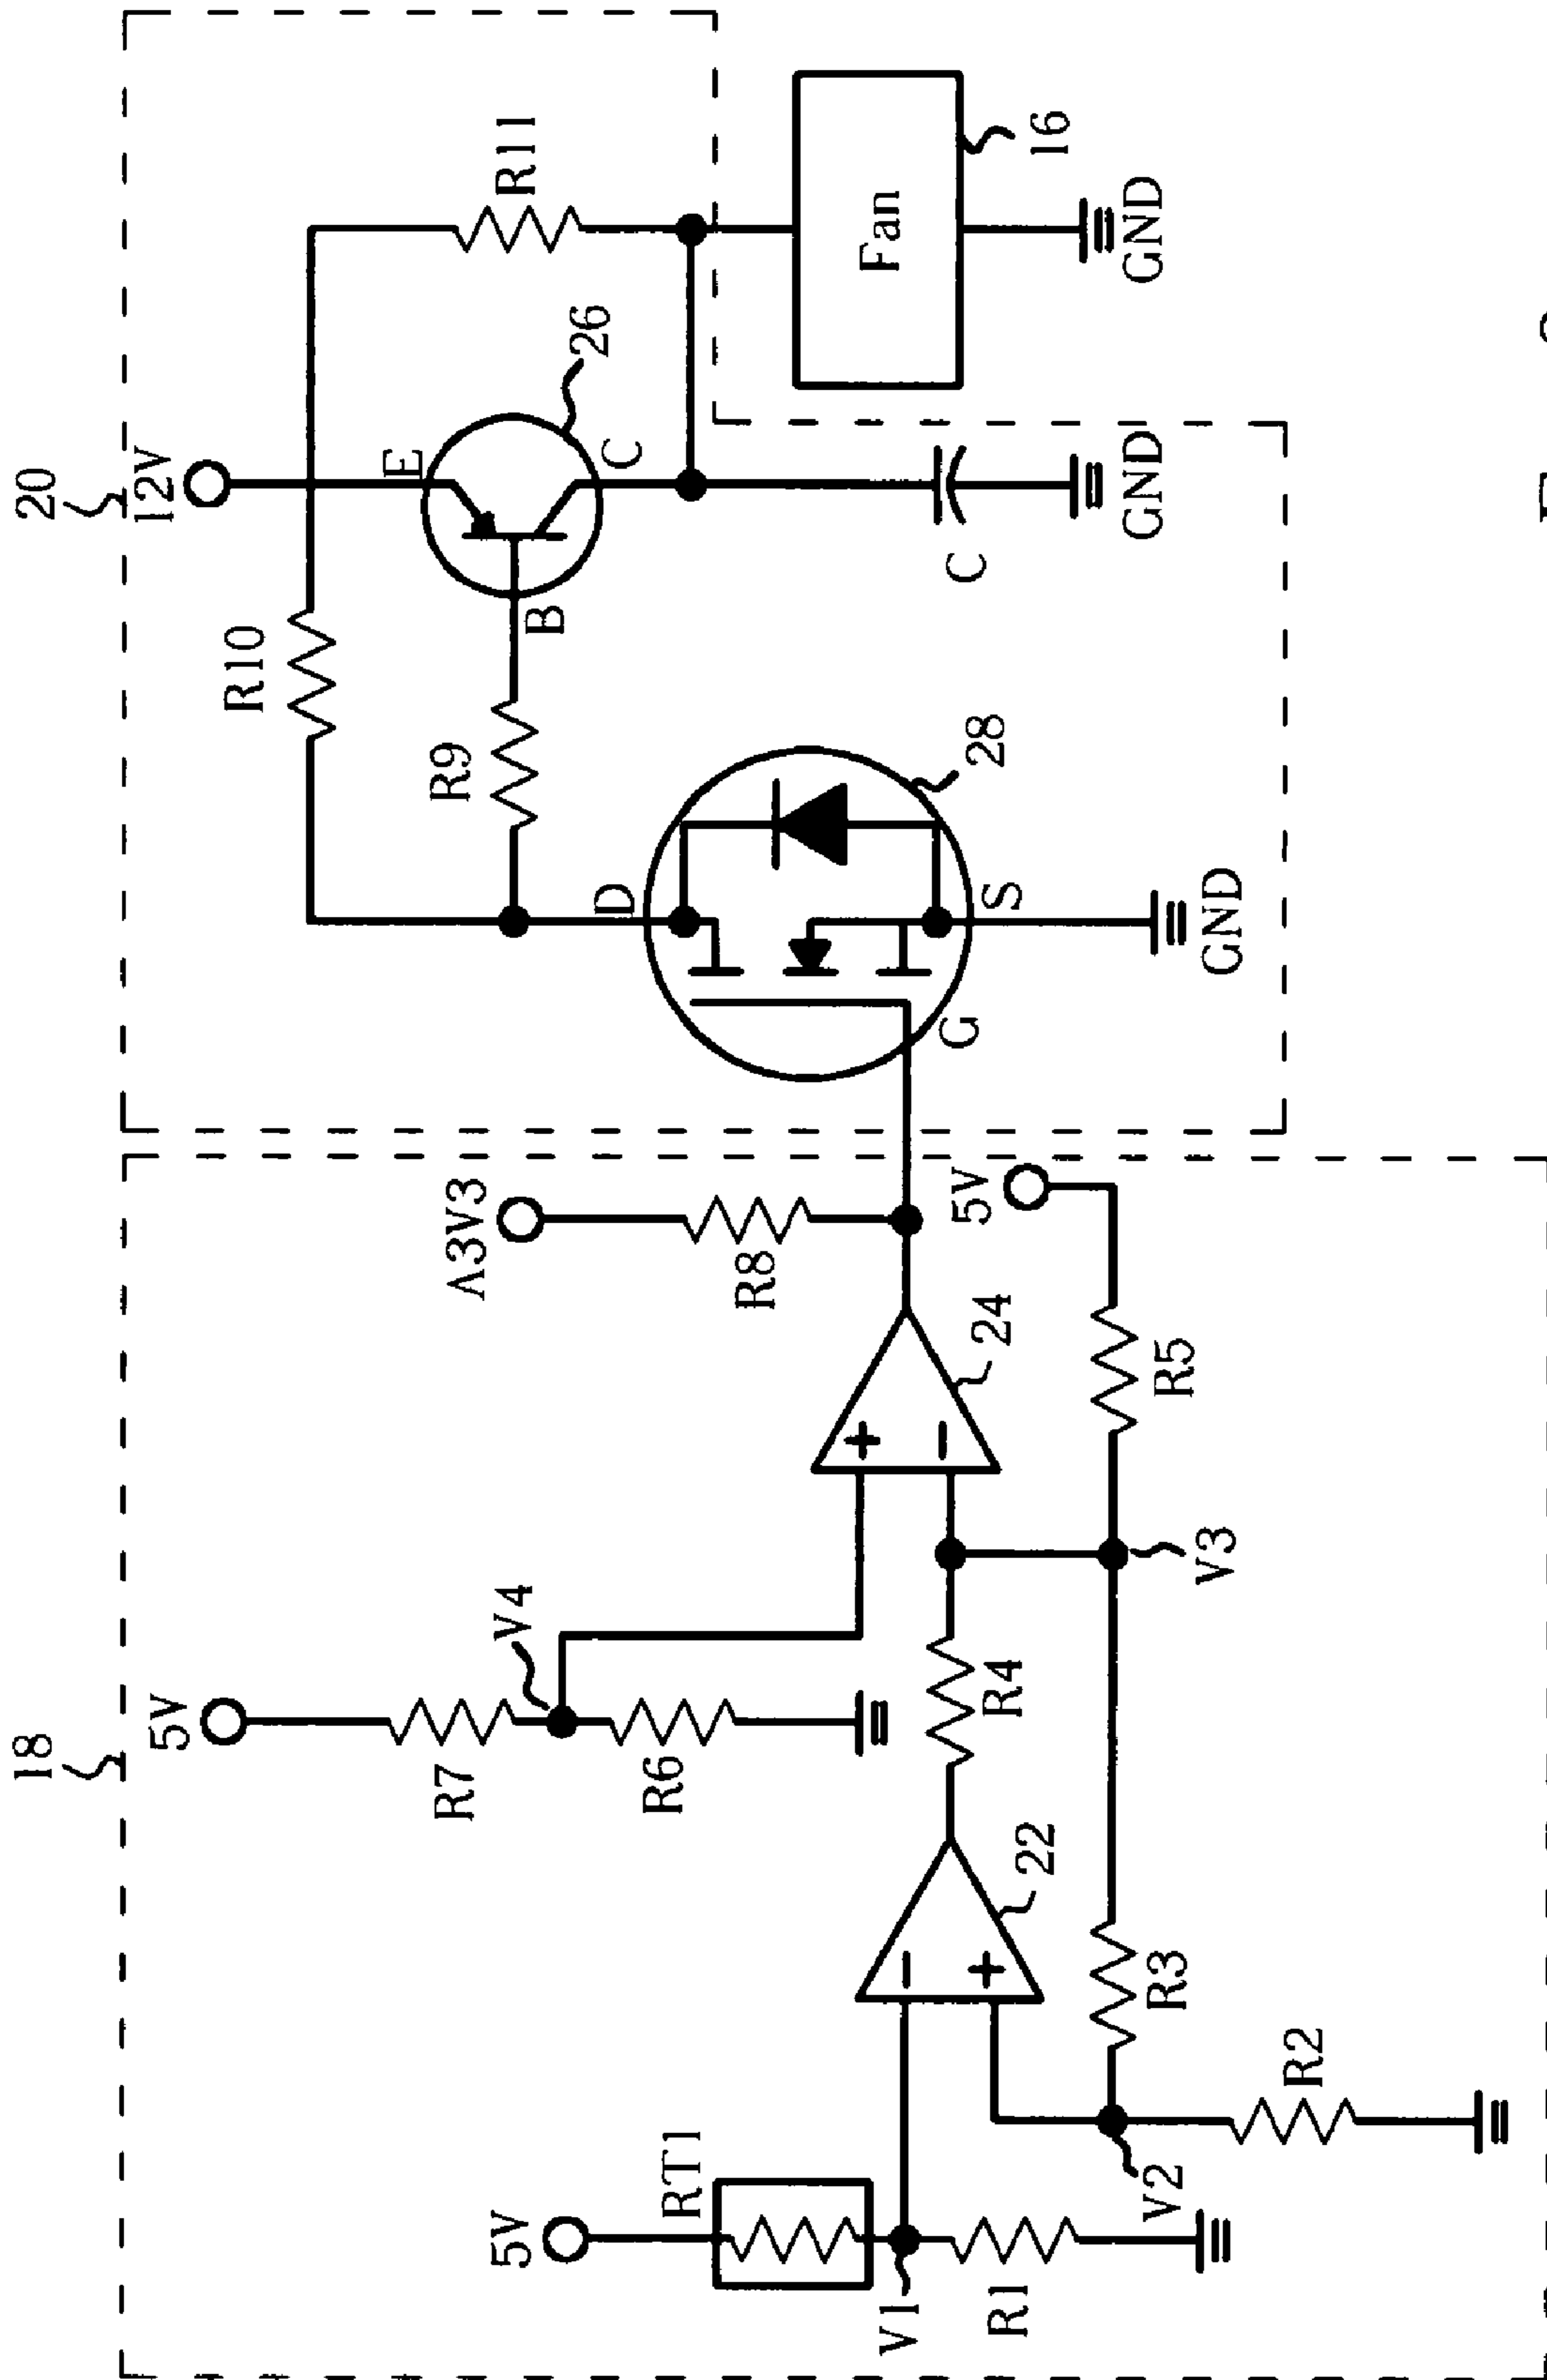 18
20
5V
RT1
V1
R1
V2
R2
22
R3
5V
R7
V4
R6
R4
V3
24
R5
5V
A3V3
R8
G
D
S
GND
28
R9
R10
B
12V
E
C
26
C
GND
R11
Fan
16
GND